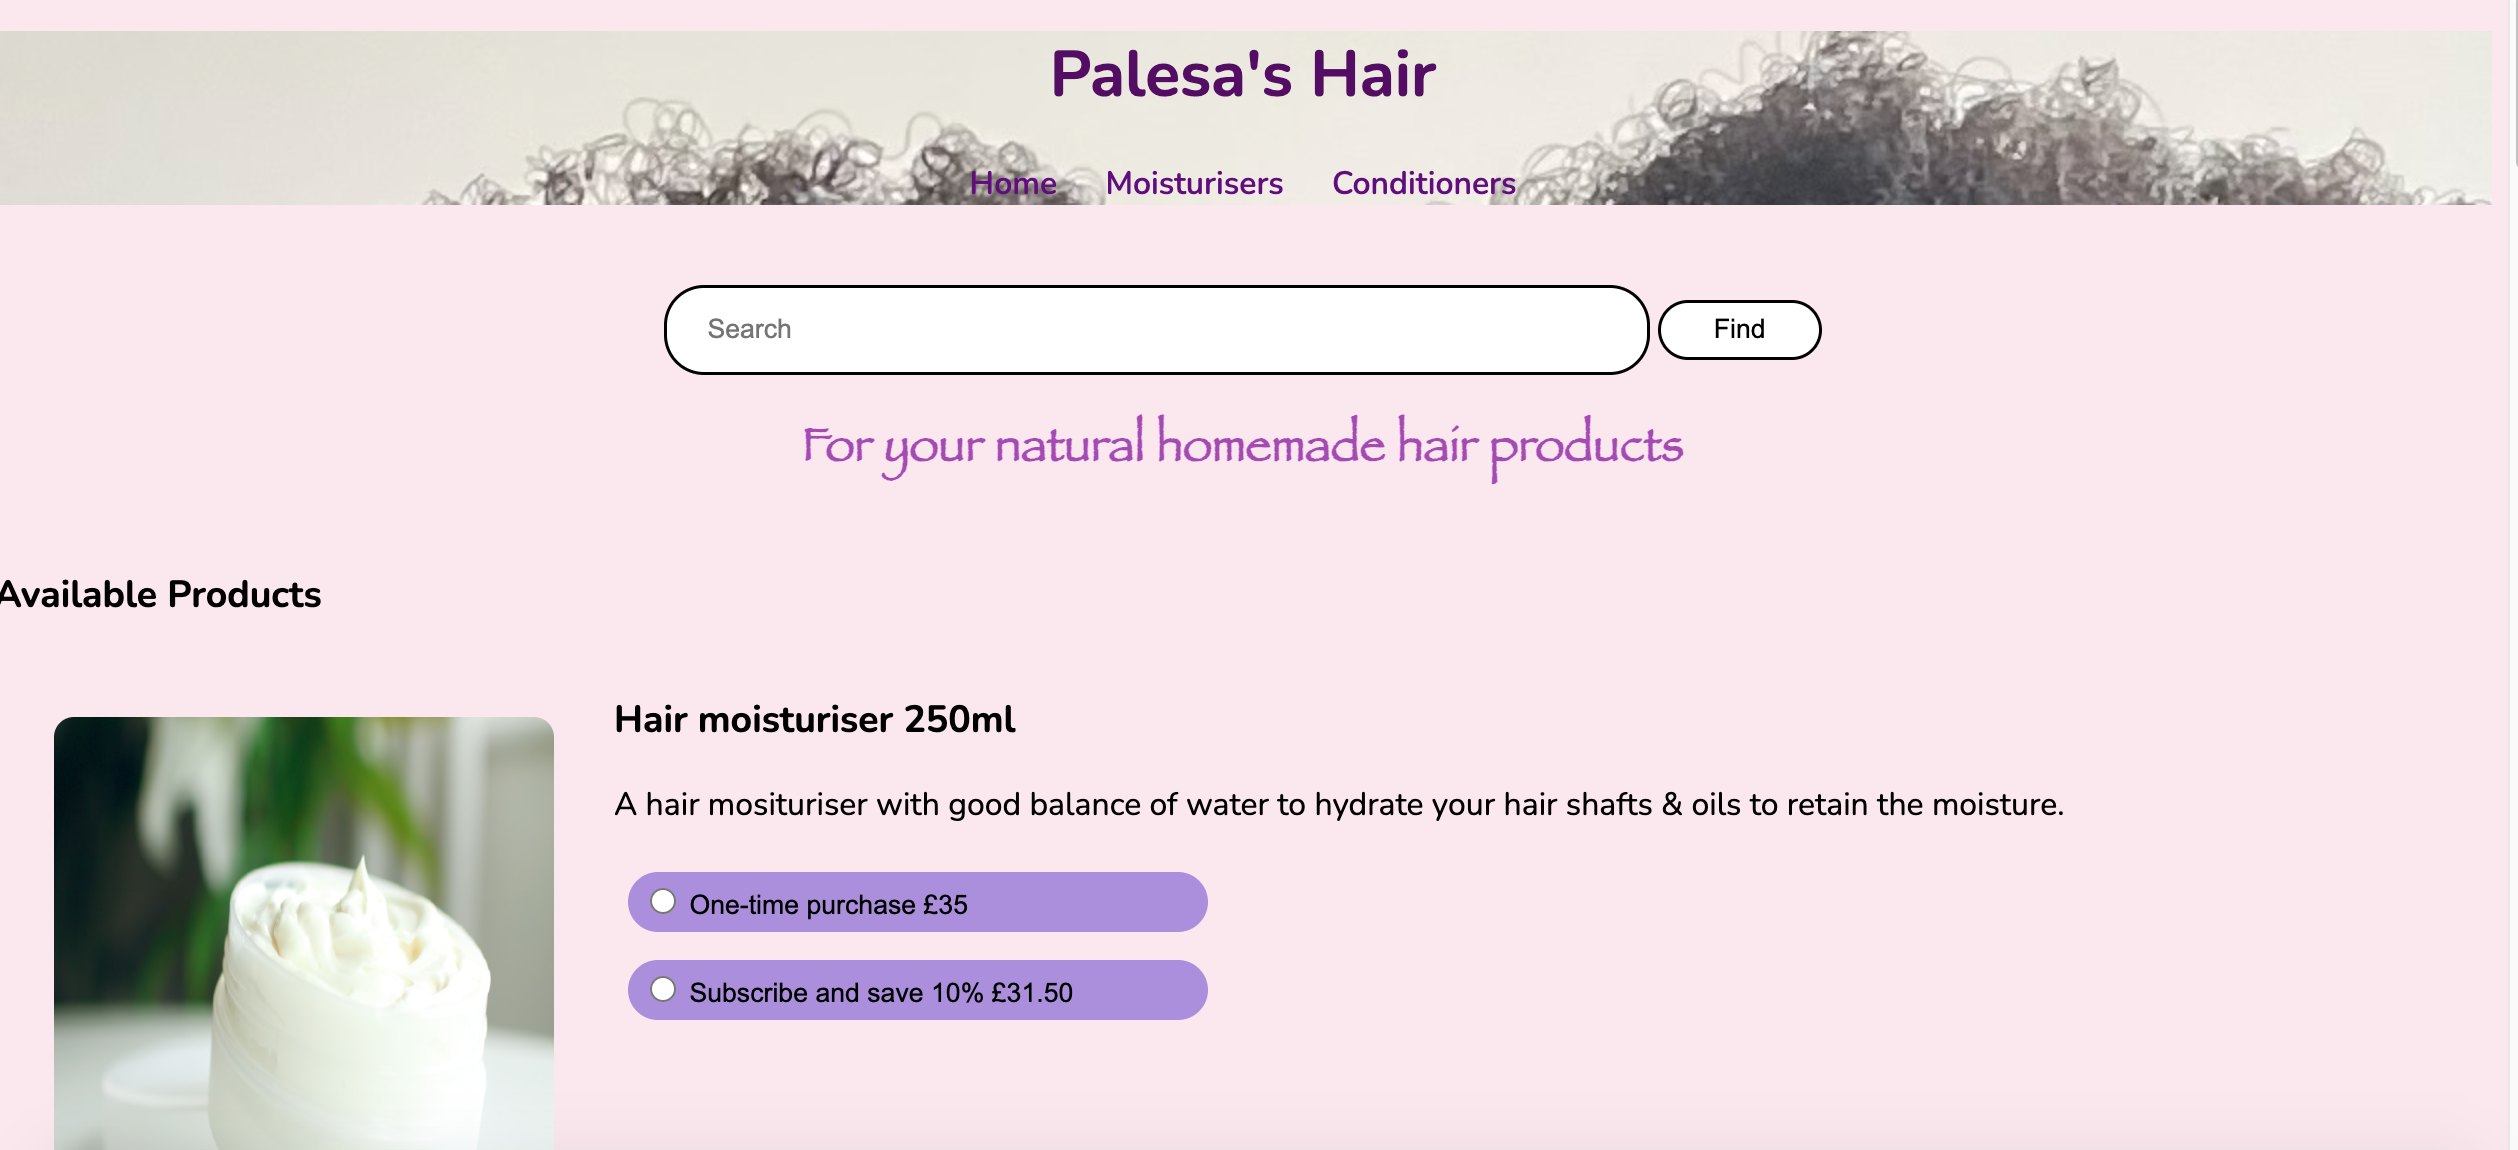 Palesa's Hair
Home Moisturisers Conditioners
Search Find
For your natural homemade hair products
Available Products
Hair moisturiser 250ml
A hair mosituriser with good balance of water to hydrate your hair shafts & oils to retain the moisture.
One-time purchase £35
Subscribe and save 10% £31.50